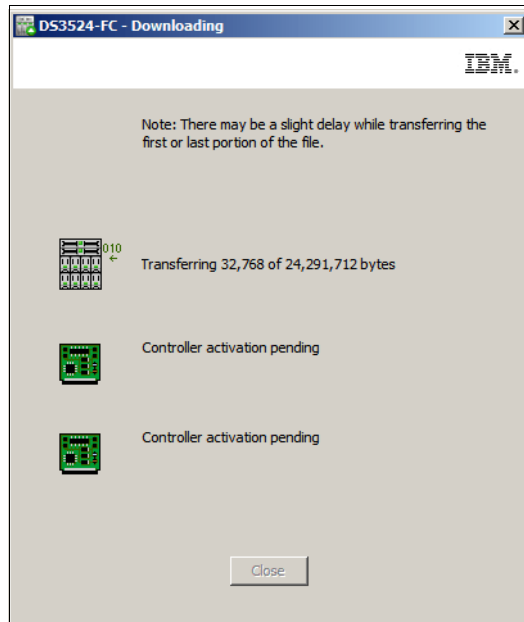 DS3524-FC - Downloading
IBM.
Note: There may be a slight delay while transferring the
first or last portion of the file.
010
Transferring 32,768 of 24,291,712 bytes
Controller activation pending
Controller activation pending
Close